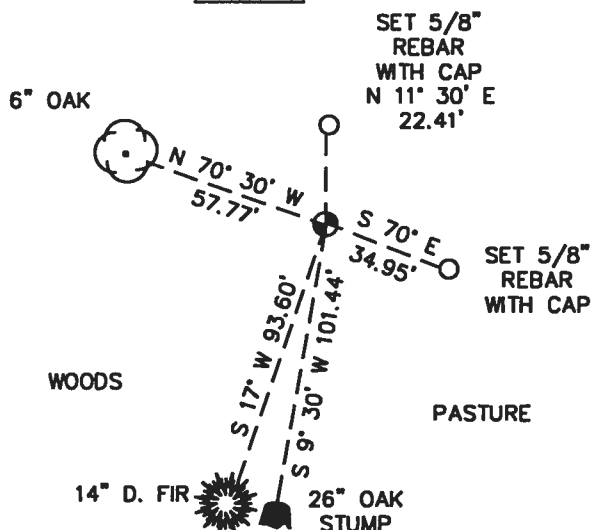 SET 5/8"
REBAR
WITH CAP
N 11° 30' E
22.41'
6" OAK
N 70° 30' W
57.77'
S 70° E
34.95'
SET 5/8"
REBAR
WITH CAP
S 17° W 93.60'
S 9° 30' W 101.44'
WOODS
PASTURE
14" D. FIR
26" OAK
STUMP